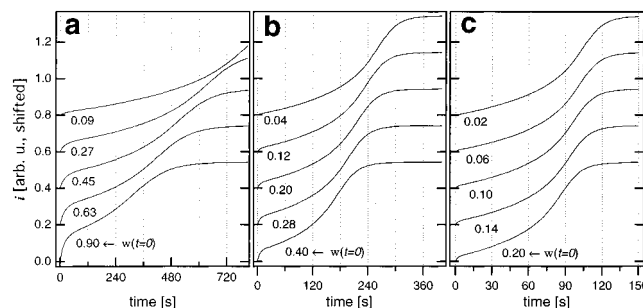 a
b
c
i [arb. u., shifted]
1.2
1.0
0.8
0.6
0.4
0.2
0.0
0.09
0.27
0.45
0.63
0.90 ← w(t=0)
0.04
0.12
0.20
0.28
0.40 ← w(t=0)
0.02
0.06
0.10
0.14
0.20 ← w(t=0)
0 240 480 720
0 120 240 360
0 30 60 90 120 150
time [s]
time [s]
time [s]